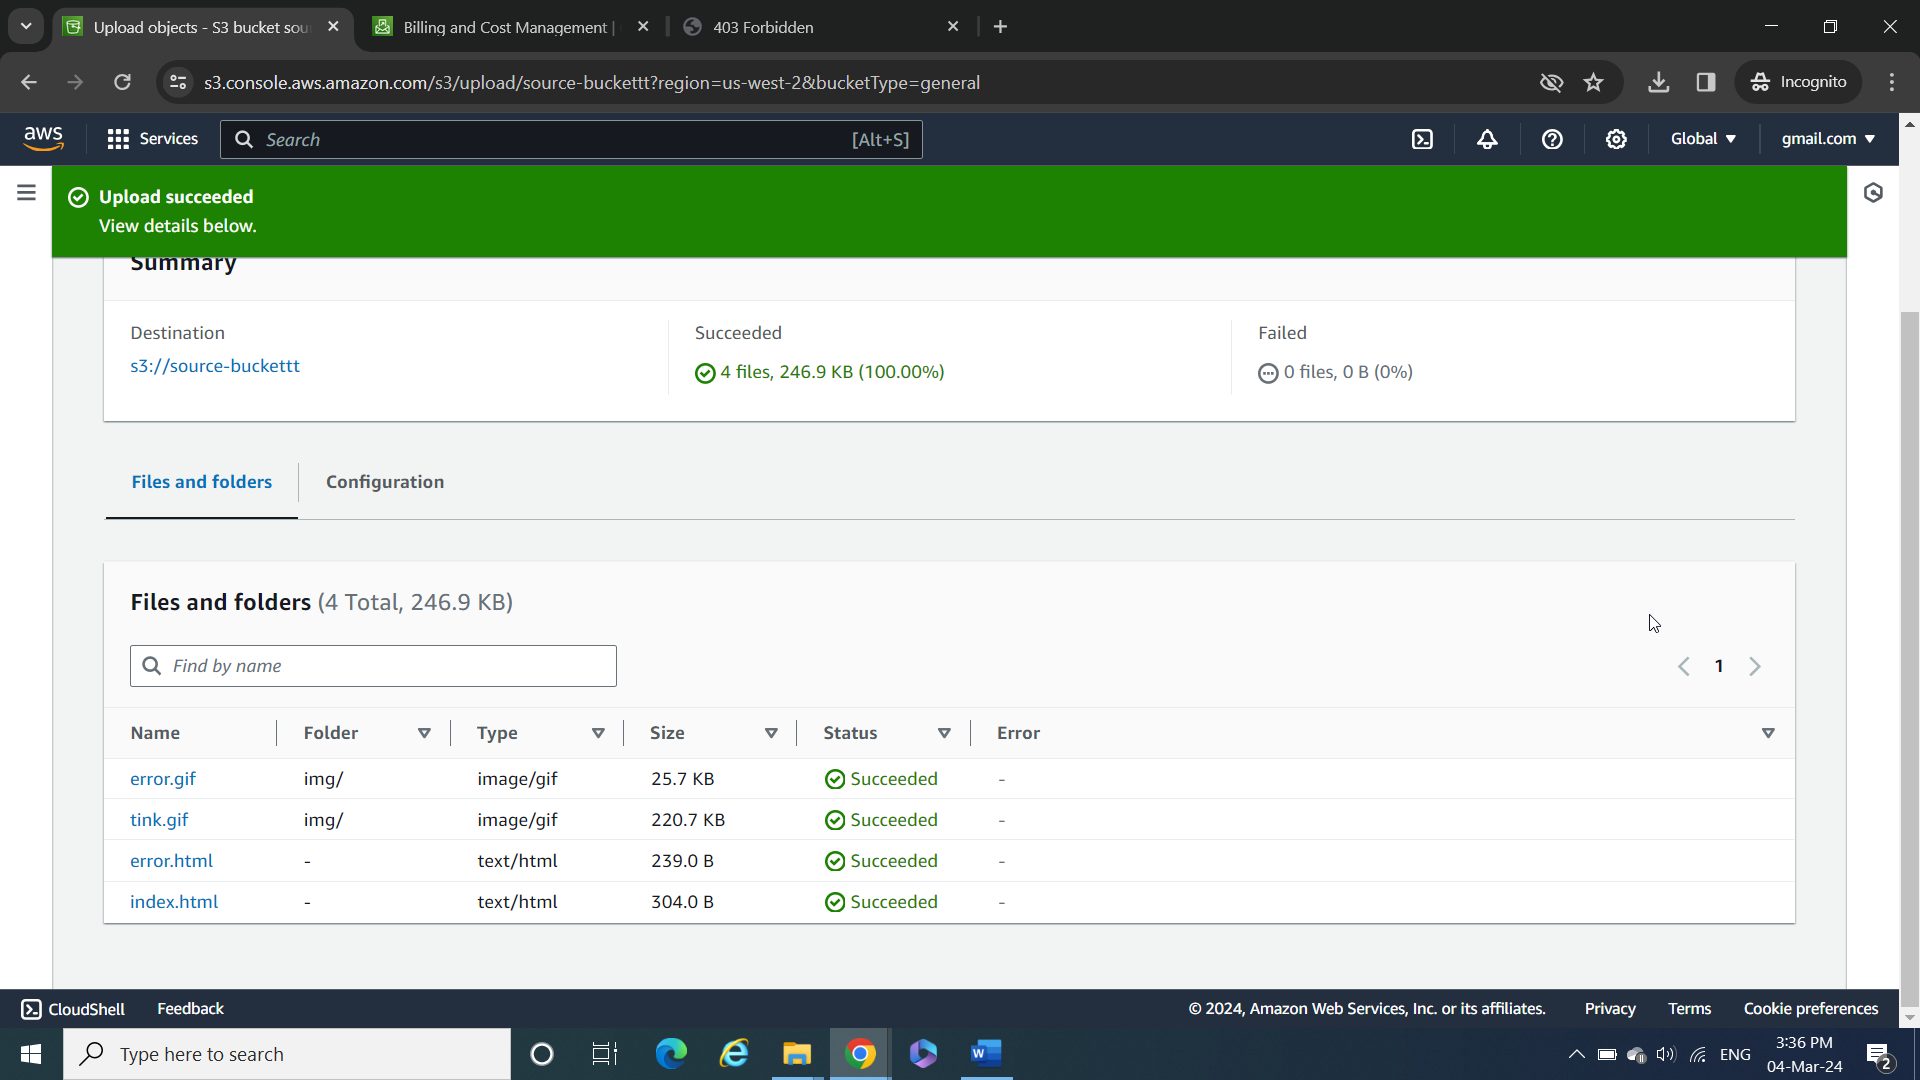 Upload objects - S3 bucket sou
Billing and Cost Management |
403 Forbidden
s3.console.aws.amazon.com/s3/upload/source-buckettt?region=us-west-2&bucketType=general
Incognito
aws
Services
Search
[Alt+S]
Global
gmail.com
Upload succeeded
View details below.
Summary
Destination
Succeeded
Failed
s3://source-buckettt
4 files, 246.9 KB (100.00%)
0 files, 0 B (0%)
Files and folders
Configuration
Files and folders (4 Total, 246.9 KB)
Find by name
1
Name Folder Type Size Status Error
error.gif img/ image/gif 25.7 KB Succeeded -
tink.gif img/ image/gif 220.7 KB Succeeded -
error.html - text/html 239.0 B Succeeded -
index.html - text/html 304.0 B Succeeded -
CloudShell Feedback © 2024, Amazon Web Services, Inc. or its affiliates. Privacy Terms Cookie preferences
Type here to search
W
ENG
3:36 PM
04-Mar-24
2